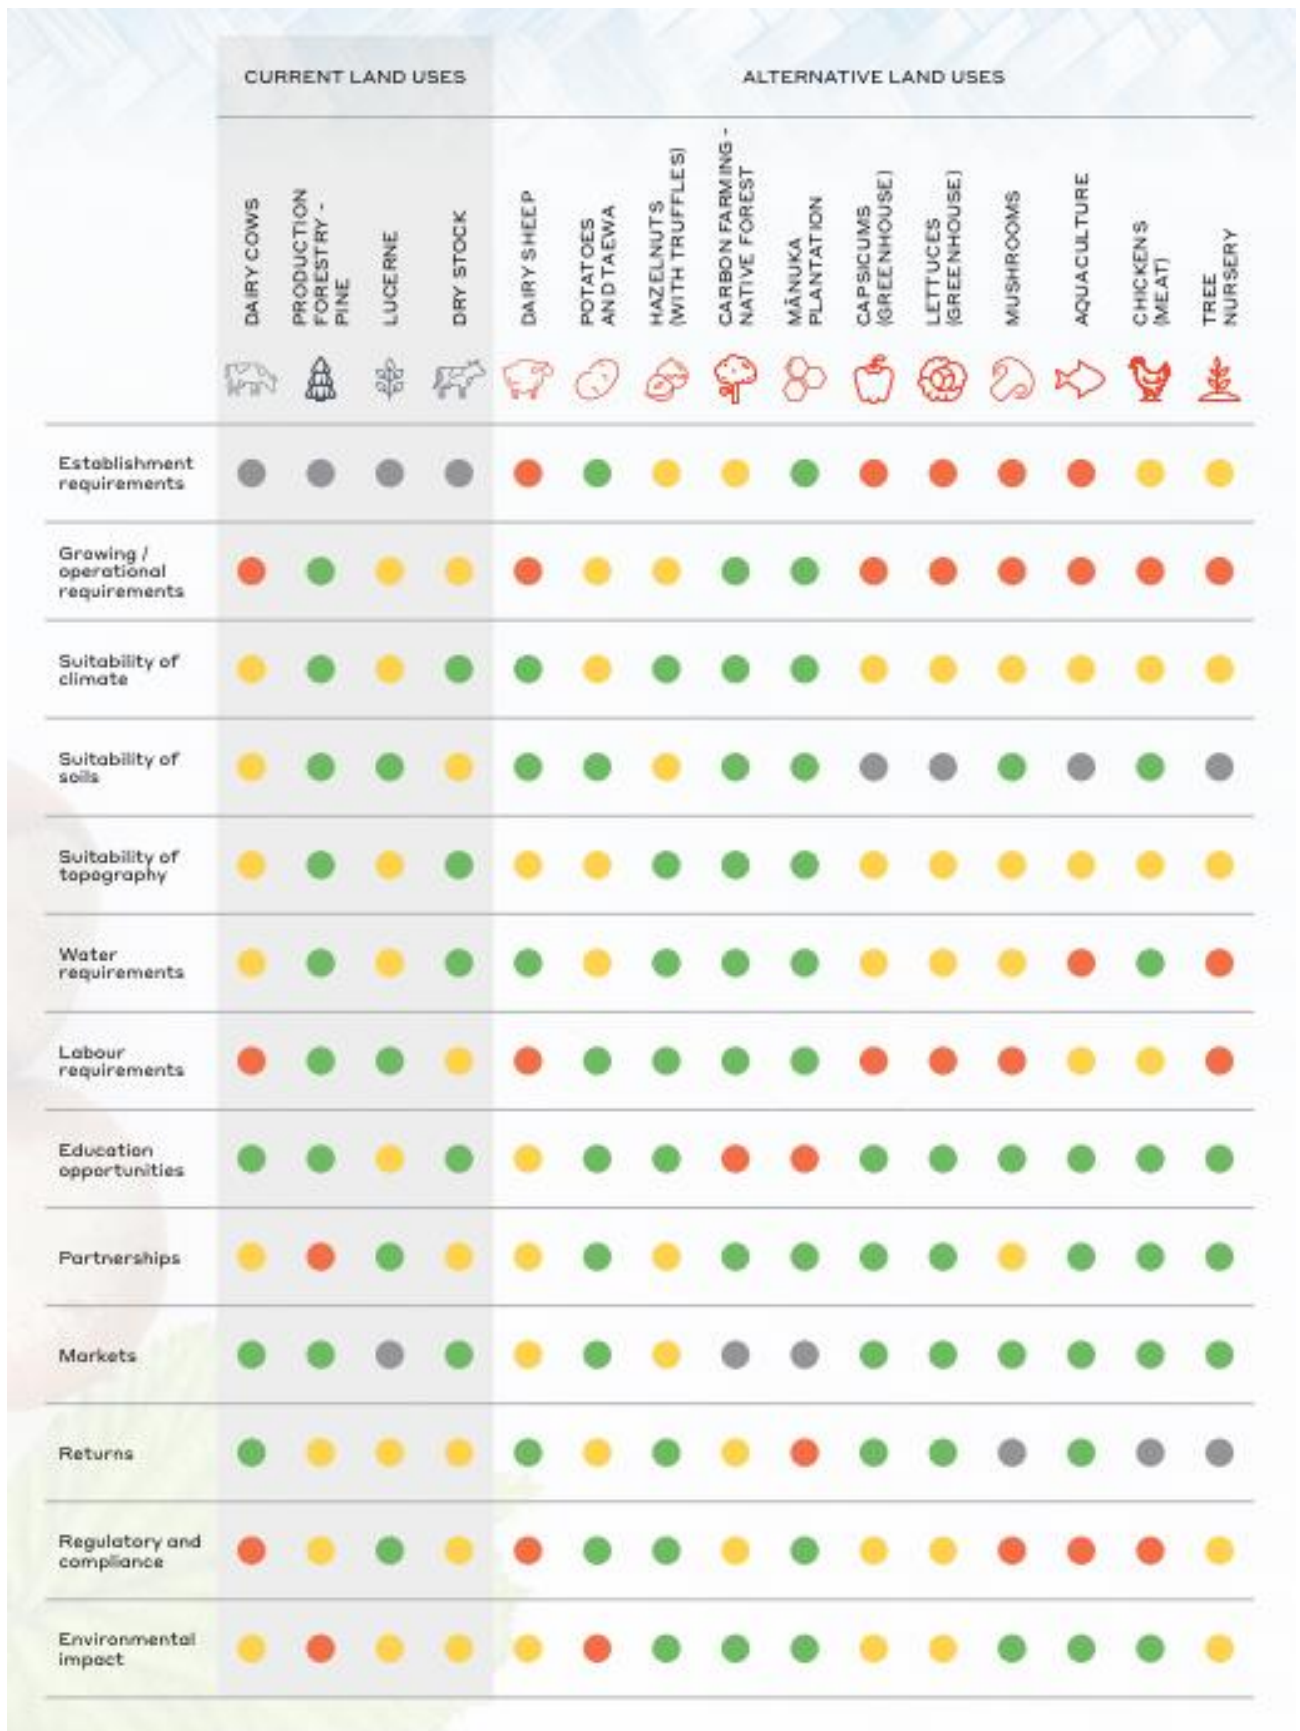 CURRENT LAND USES
ALTERNATIVE LAND USES
DAIRY COWS
PRODUCTION
FORESTRY -
PINE
LUCERNE
DRY STOCK
DAIRY SHEEP
POTATOES
AND TAEWA
HAZELNUTS
(WITH TRUFFLES)
CARBON FARMING -
NATIVE FOREST
MĀNUKA
PLANTATION
CAPSICUMS
(GREENHOUSE)
LETTUCES
(GREENHOUSE)
MUSHROOMS
AQUACULTURE
CHICKENS
(MEAT)
TREE
NURSERY
Establishment
requirements
Growing /
operational
requirements
Suitability of
climate
Suitability of
soils
Suitability of
topography
Water
requirements
Labour
requirements
Education
opportunities
Partnerships
Markets
Returns
Regulatory and
compliance
Environmental
impact